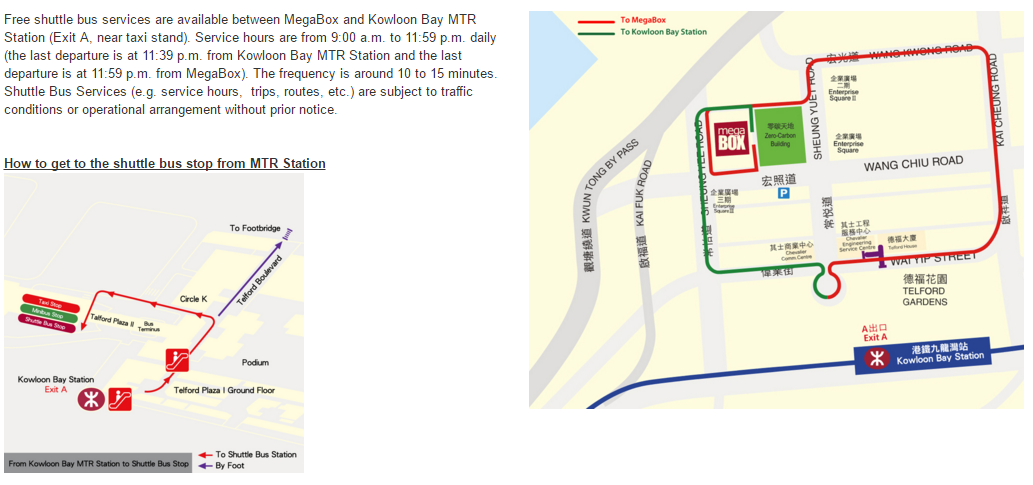 Free shuttle bus services are available between MegaBox and Kowloon Bay MTR
Station (Exit A, near taxi stand). Service hours are from 9:00 a.m. to 11:59 p.m. daily
(the last departure is at 11:39 p.m. from Kowloon Bay MTR Station and the last
departure is at 11:59 p.m. from MegaBox). The frequency is around 10 to 15 minutes.
Shuttle Bus Services (e.g. service hours, trips, routes, etc.) are subject to traffic
conditions or operational arrangement without prior notice.
How to get to the shuttle bus stop from MTR Station
To Footbridge
Telford Boulevard
Circle K
Taxi Stop
Minibus Stop
Shuttle Bus Stop
Telford Plaza II
Bus
Terminus
Podium
Kowloon Bay Station
Exit A
Telford Plaza I Ground Floor
To Shuttle Bus Station
By Foot
From Kowloon Bay MTR Station to Shuttle Bus Stop
To MegaBox
To Kowloon Bay Station
宏光道 WANG KWONG ROAD
企業廣場
二期
Enterprise
Square II
SHEUNG YUET ROAD
常悅道
KAI CHEUNG ROAD
啟祥道
mega
BOX
零碳天地
Zero-Carbon
Building
企業廣場
Enterprise
Square
WANG CHIU ROAD
宏照道
P
觀塘繞道 KWUN TONG BY PASS
啟福道 KAI FUK ROAD
常怡道 SHEUNG YEE ROAD
企業廣場
三期
Enterprise
Square III
其士商業中心
Chevalier
Comm Centre
其士工程
服務中心
Chevalier
Engineering
Service Centre
德福大廈
Telford House
偉業街
WAI YIP STREET
德福花園
TELFORD
GARDENS
A出口
Exit A
港鐵九龍灣站
Kowloon Bay Station